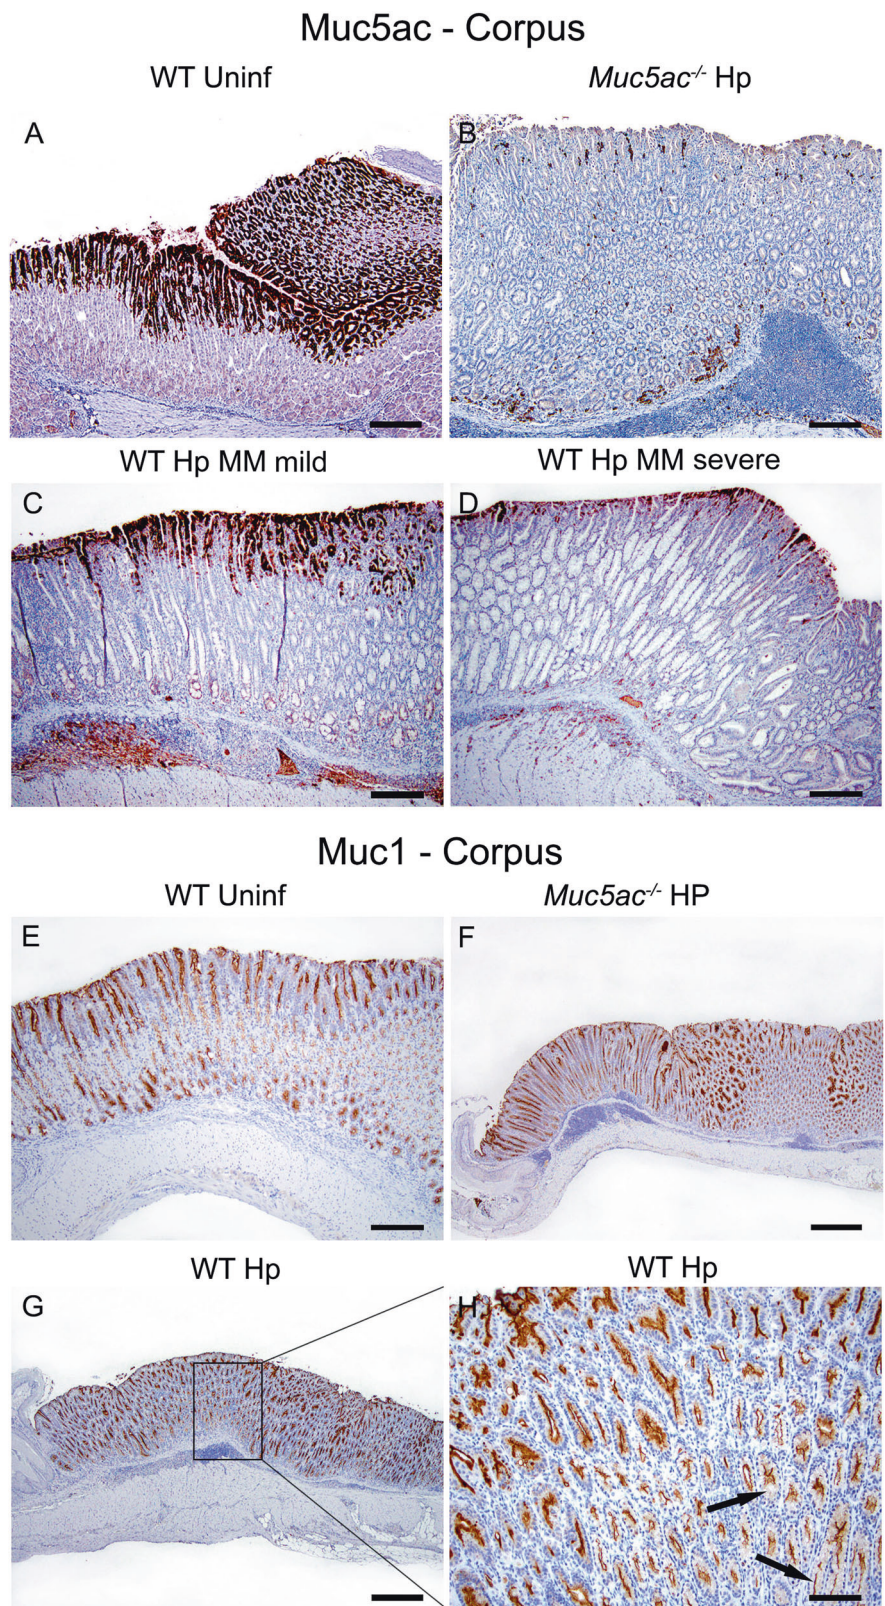 Muc5ac - Corpus
WT Uninf
Muc5ac-/- Hp
A
B
WT Hp MM mild
WT Hp MM severe
C
D
Muc1 - Corpus
WT Uninf
Muc5ac-/- HP
E
F
WT Hp
WT Hp
G
H